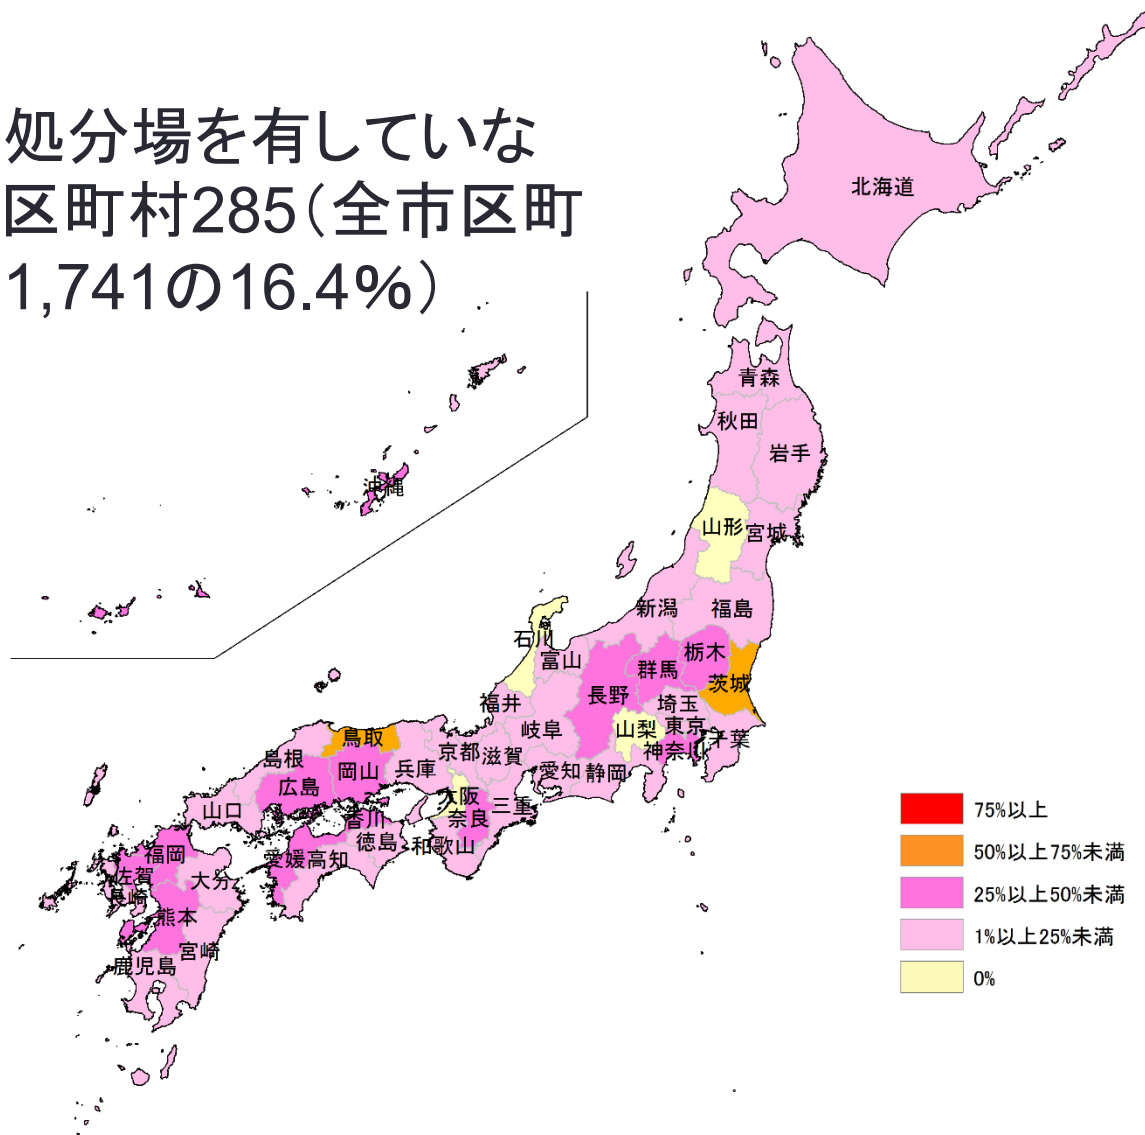 処分場を有していな
区町村285（全市区町
1,741の16.4%）
北海道
青森
秋田
岩手
山形
宮城
沖縄
新潟
福島
石川
富山
栃木
群馬
茨城
長野
福井
埼玉
岐阜
山梨
東京
千葉
神奈川
鳥取
島根
京都
滋賀
岡山
兵庫
愛知
静岡
広島
大阪
三重
山口
奈良
香川
徳島
和歌山
愛媛
高知
福岡
佐賀
大分
長崎
熊本
宮崎
鹿児島
75%以上
50%以上75%未満
25%以上50%未満
1%以上25%未満
0%